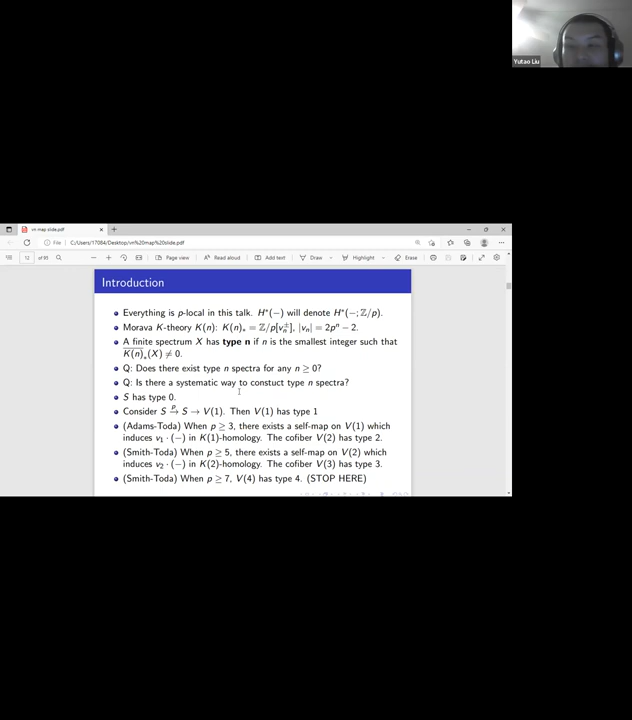 Yutao Liu
vn map slide.pdf
File | C:/Users/17084/Desktop/vn%20map%20slide.pdf
12 of 95 Page view Read aloud Add text Draw Highlight Erase
Introduction
Everything is p-local in this talk. H*(−) will denote H*(−; Z/p).
Morava K-theory K(n): K(n)∗ = Z/p[vₙ^±], |vₙ| = 2pⁿ − 2.
A finite spectrum X has type n if n is the smallest integer such that
K̅(̅n̅)̅∗(X) ≠ 0.
Q: Does there exist type n spectra for any n ≥ 0?
Q: Is there a systematic way to constuct type n spectra?
S has type 0.
Consider S →^p S → V(1). Then V(1) has type 1
(Adams-Toda) When p ≥ 3, there exists a self-map on V(1) which
induces v₁ · (−) in K(1)-homology. The cofiber V(2) has type 2.
(Smith-Toda) When p ≥ 5, there exists a self-map on V(2) which
induces v₂ · (−) in K(2)-homology. The cofiber V(3) has type 3.
(Smith-Toda) When p ≥ 7, V(4) has type 4. (STOP HERE)